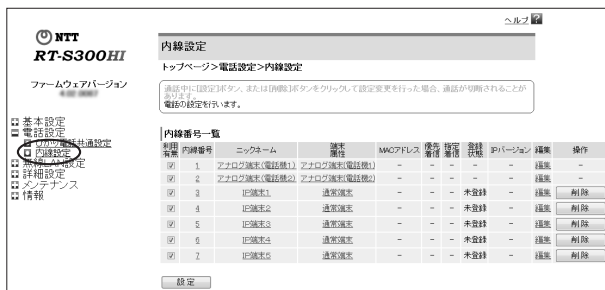 ヘルプ ?
NTT
RT-S300HI
ファームウェアバージョン
基本設定
電話設定
ひかり電話共通設定
内線設定
無線LAN設定
詳細設定
メンテナンス
情報
内線設定
トップページ>電話設定>内線設定
通話中に[設定]ボタン、または[削除]ボタンをクリックして設定変更を行った場合、通話が切断されることが
あります。
電話の設定を行います。
内線番号一覧
利用有無 内線番号 ニックネーム 端末属性 MACアドレス 優先着信 指定着信 登録状態 IPバージョン 編集 操作
1 アナログ端末(電話機1) アナログ端末(電話機1) - - - - - 編集 -
2 アナログ端末(電話機2) アナログ端末(電話機2) - - - - - 編集 -
3 IP端末1 通常端末 - - - 未登録 - 編集 削除
4 IP端末2 通常端末 - - - 未登録 - 編集 削除
5 IP端末3 通常端末 - - - 未登録 - 編集 削除
6 IP端末4 通常端末 - - - 未登録 - 編集 削除
7 IP端末5 通常端末 - - - 未登録 - 編集 削除
設定